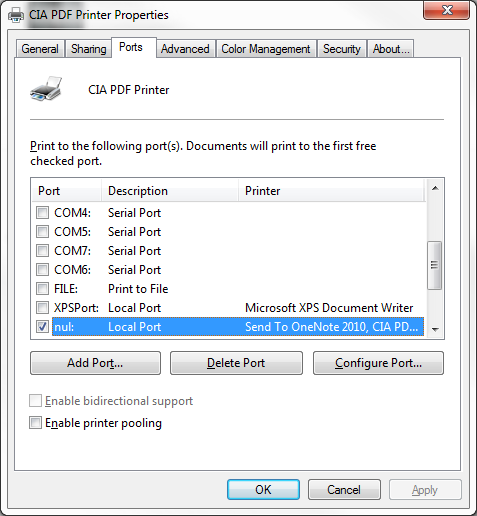 CIA PDF Printer Properties
General Sharing Ports Advanced Color Management Security About...
CIA PDF Printer
Print to the following port(s). Documents will print to the first free
checked port.
Port Description Printer
COM4: Serial Port
COM5: Serial Port
COM7: Serial Port
COM6: Serial Port
FILE: Print to File
XPSPort: Local Port Microsoft XPS Document Writer
nul: Local Port Send To OneNote 2010, CIA PD...
Add Port... Delete Port Configure Port...
Enable bidirectional support
Enable printer pooling
OK Cancel Apply